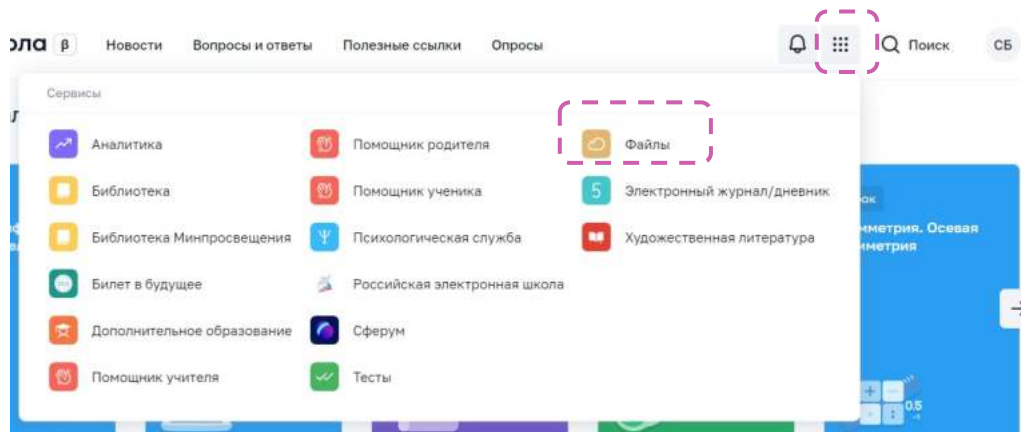 ола β Новости Вопросы и ответы Полезные ссылки Опросы Поиск СБ
Сервисы
Аналитика Помощник родителя Файлы
Библиотека Помощник ученика 5 Электронный журнал/дневник
Библиотека Минпросвещения Психологическая служба Художественная литература
Билет в будущее Российская электронная школа
Дополнительное образование Сферум
Помощник учителя Тесты
ок
мметрия. Осевая
мметрия
0.5